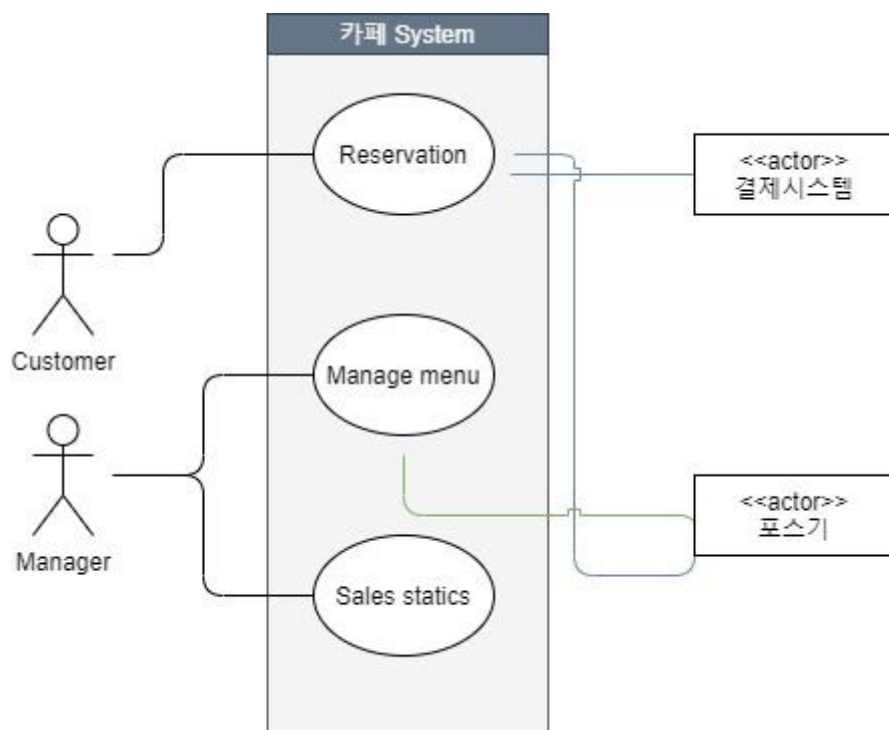 카페 System
Reservation
<<actor>>
결제시스템
Customer
Manage menu
<<actor>>
포스기
Manager
Sales statics